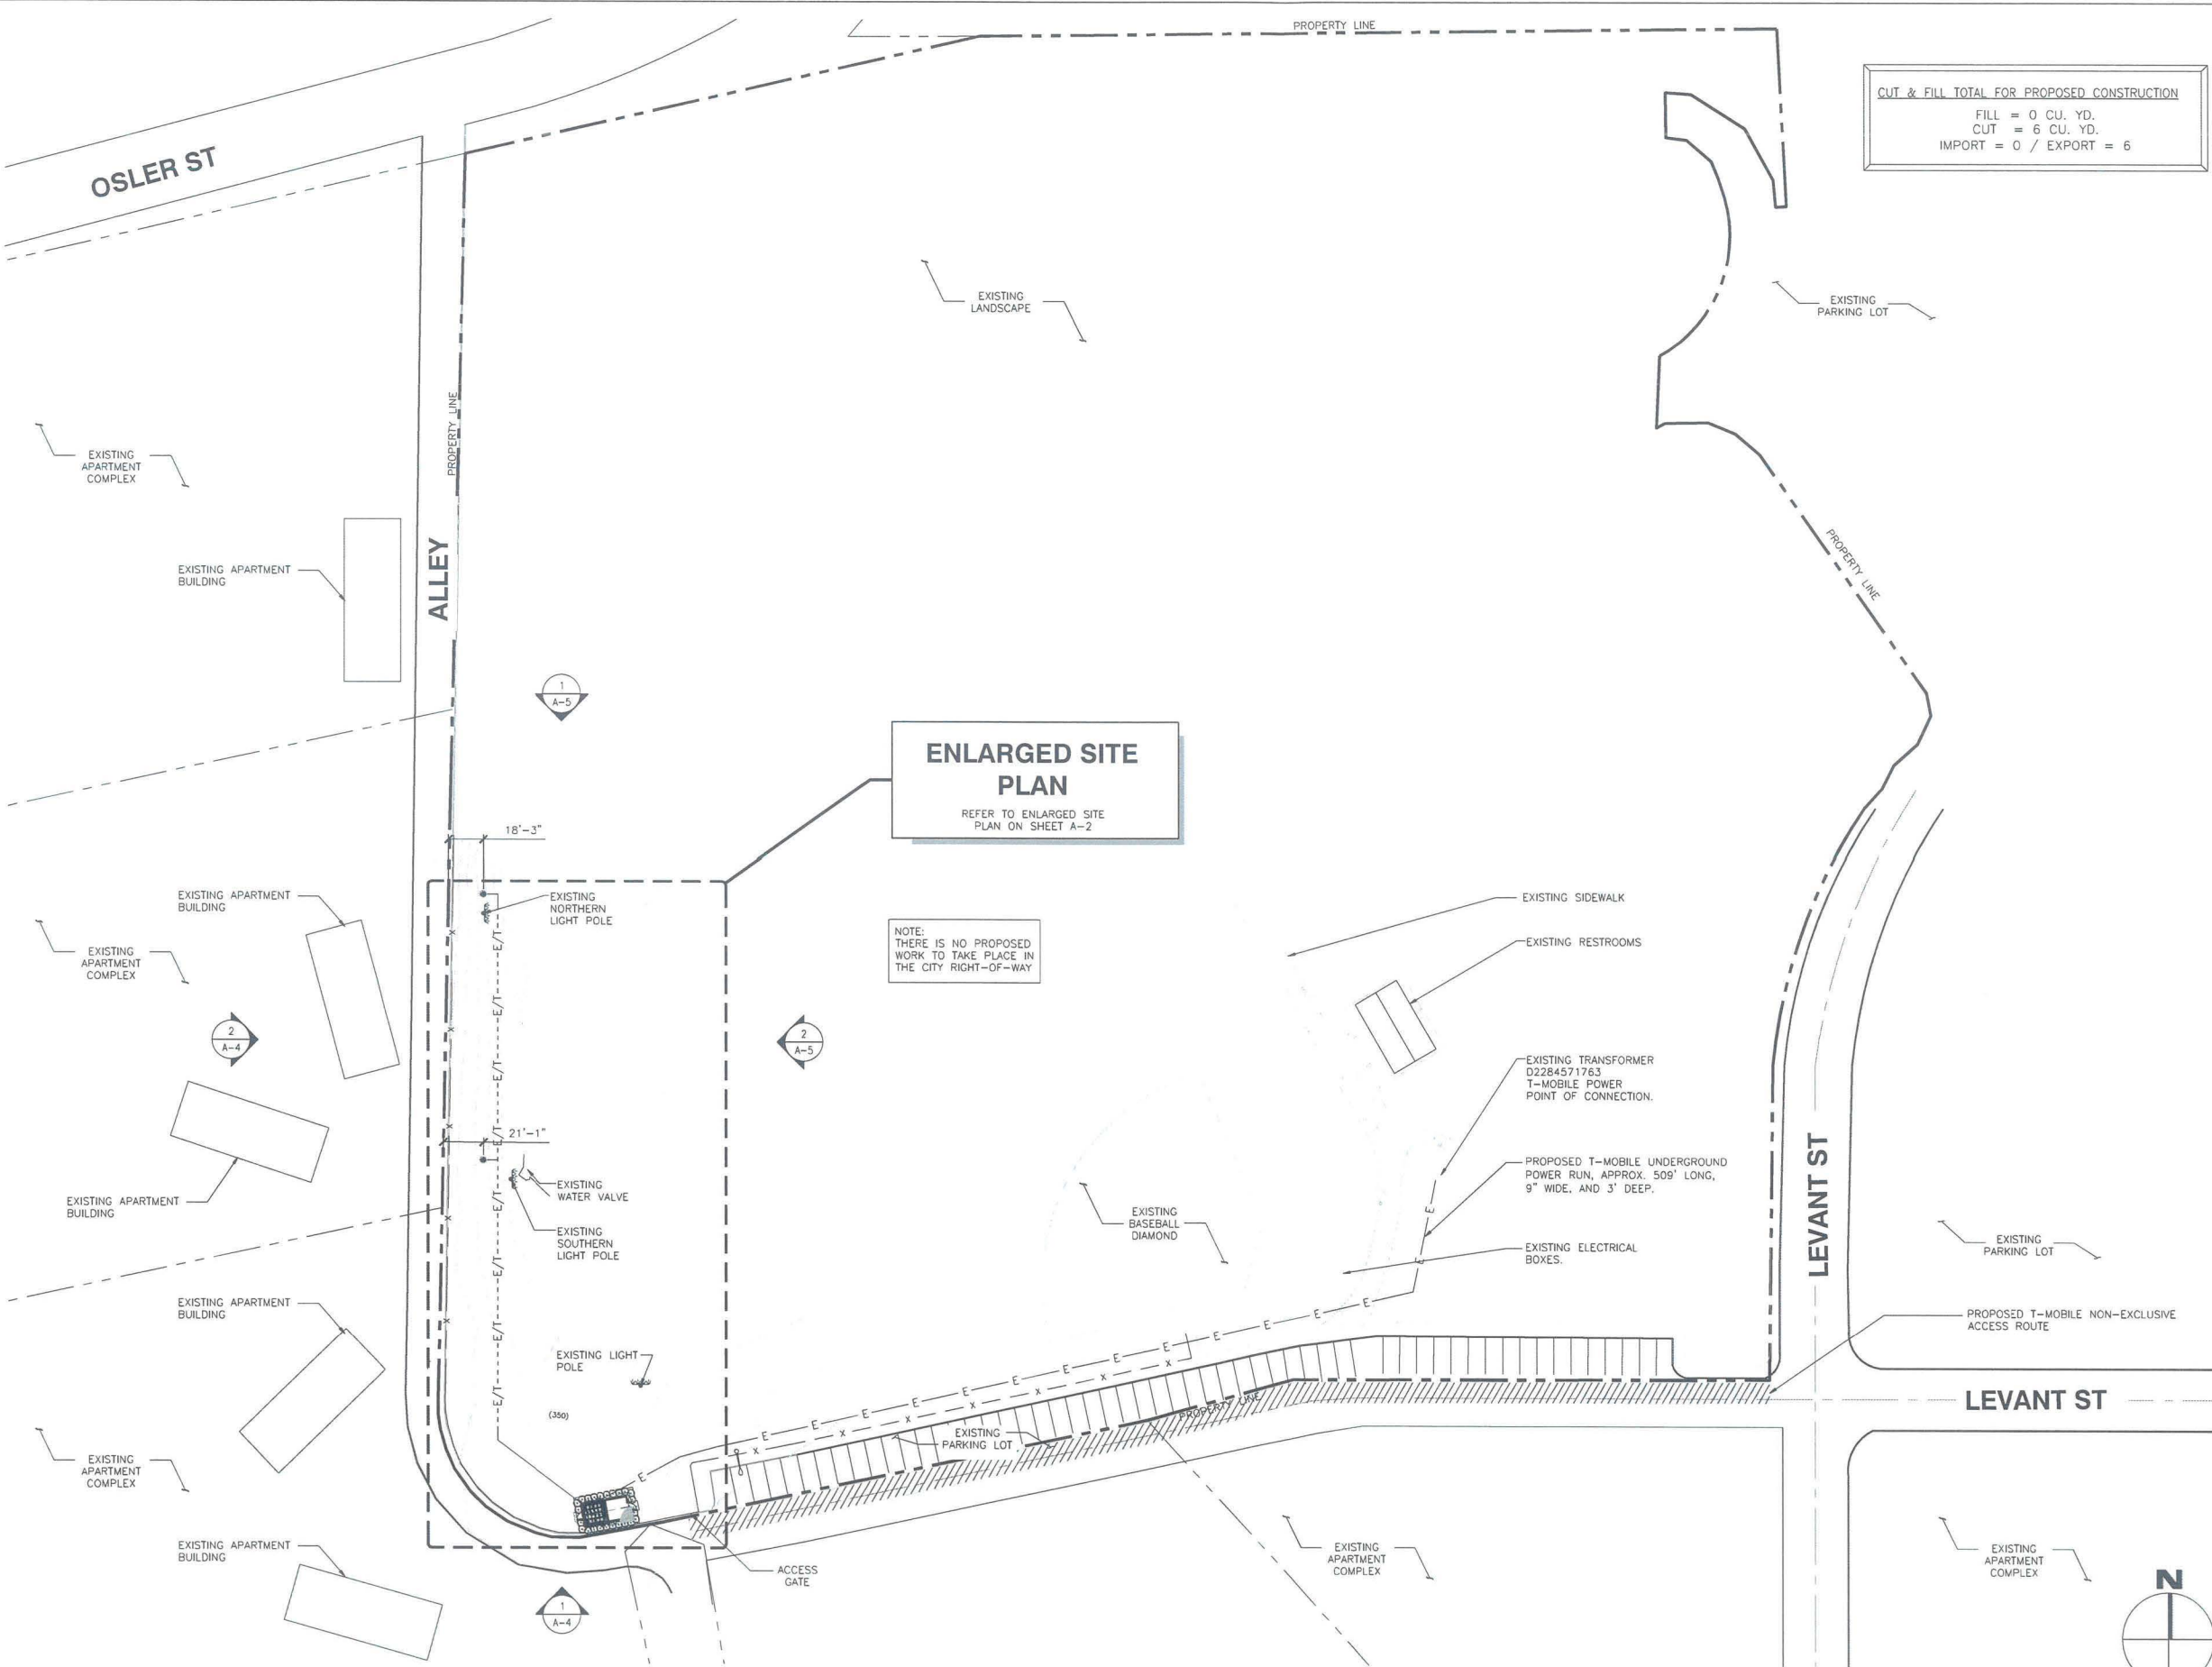 PROPERTY LINE
CUT & FILL TOTAL FOR PROPOSED CONSTRUCTION
FILL = 0 CU. YD.
CUT = 6 CU. YD.
IMPORT = 0 / EXPORT = 6
OSLER ST
EXISTING
LANDSCAPE
EXISTING
PARKING LOT
PROPERTY LINE
EXISTING
APARTMENT
COMPLEX
EXISTING APARTMENT
BUILDING
ALLEY
PROPERTY LINE
1
A-5
ENLARGED SITE
PLAN
REFER TO ENLARGED SITE
PLAN ON SHEET A-2
18'-3"
EXISTING APARTMENT
BUILDING
EXISTING
NORTHERN
LIGHT POLE
NOTE:
THERE IS NO PROPOSED
WORK TO TAKE PLACE IN
THE CITY RIGHT-OF-WAY
EXISTING SIDEWALK
EXISTING RESTROOMS
EXISTING
APARTMENT
COMPLEX
2
A-4
2
A-5
EXISTING TRANSFORMER
D2284571763
T-MOBILE POWER
POINT OF CONNECTION.
21'-1"
PROPOSED T-MOBILE UNDERGROUND
POWER RUN, APPROX. 509' LONG,
9" WIDE, AND 3' DEEP.
EXISTING
WATER VALVE
EXISTING APARTMENT
BUILDING
EXISTING
SOUTHERN
LIGHT POLE
EXISTING
BASEBALL
DIAMOND
EXISTING ELECTRICAL
BOXES.
LEVANT ST
EXISTING
PARKING LOT
EXISTING APARTMENT
BUILDING
PROPOSED T-MOBILE NON-EXCLUSIVE
ACCESS ROUTE
EXISTING LIGHT
POLE
(350)
E/T E/T E/T E/T E/T E/T E/T E/T
E E E E E E E E E E E E E E E E
x x x x x x x x x x x x
PROPERTY LINE
LEVANT ST
EXISTING
PARKING LOT
EXISTING
APARTMENT
COMPLEX
EXISTING APARTMENT
BUILDING
ACCESS
GATE
EXISTING
APARTMENT
COMPLEX
EXISTING
APARTMENT
COMPLEX
1
A-4
N